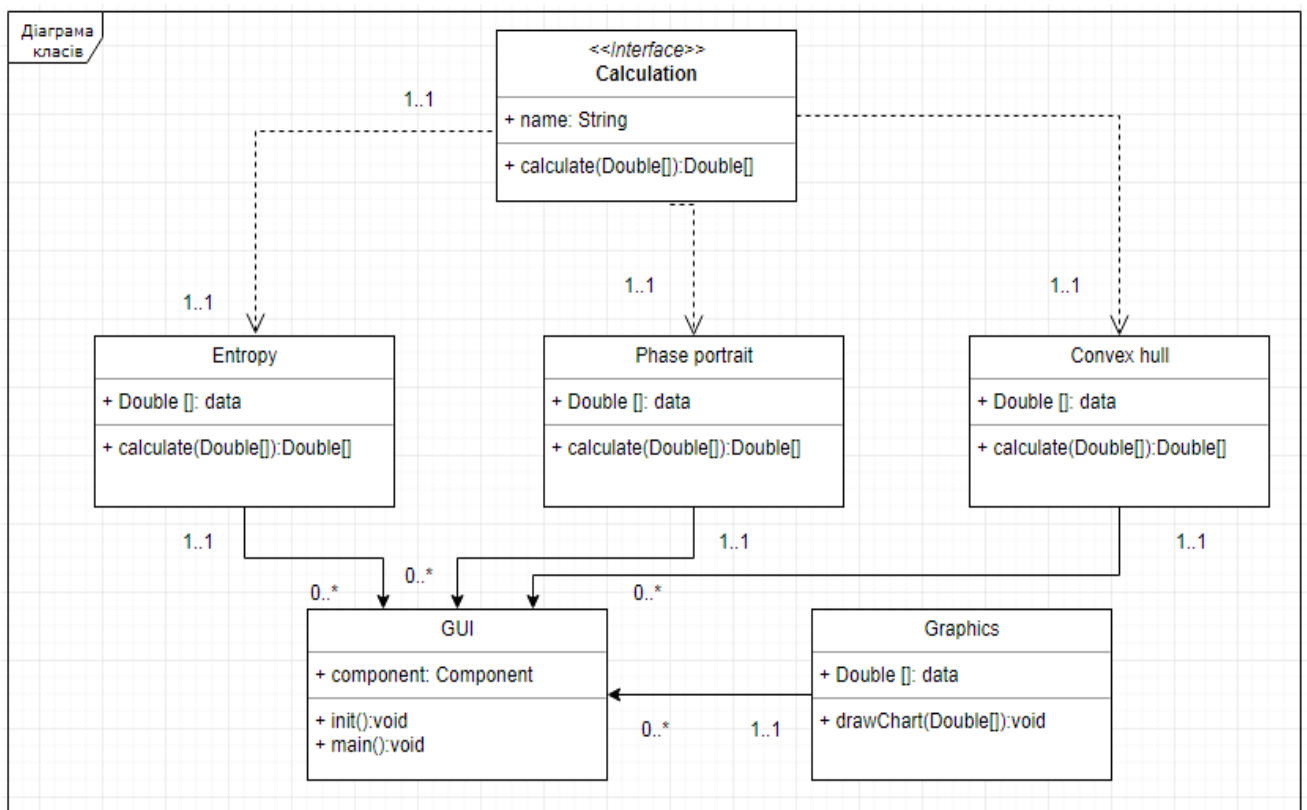 Діаграма
класів
<<Interface>>
Calculation
+ name: String
+ calculate(Double[]):Double[]
1..1
1..1
1..1
1..1
Entropy
+ Double []: data
+ calculate(Double[]):Double[]
Phase portrait
+ Double []: data
+ calculate(Double[]):Double[]
Convex hull
+ Double []: data
+ calculate(Double[]):Double[]
1..1
1..1
1..1
0..*
0..*
0..*
GUI
+ component: Component
+ init():void
+ main():void
0..*
1..1
Graphics
+ Double []: data
+ drawChart(Double[]):void